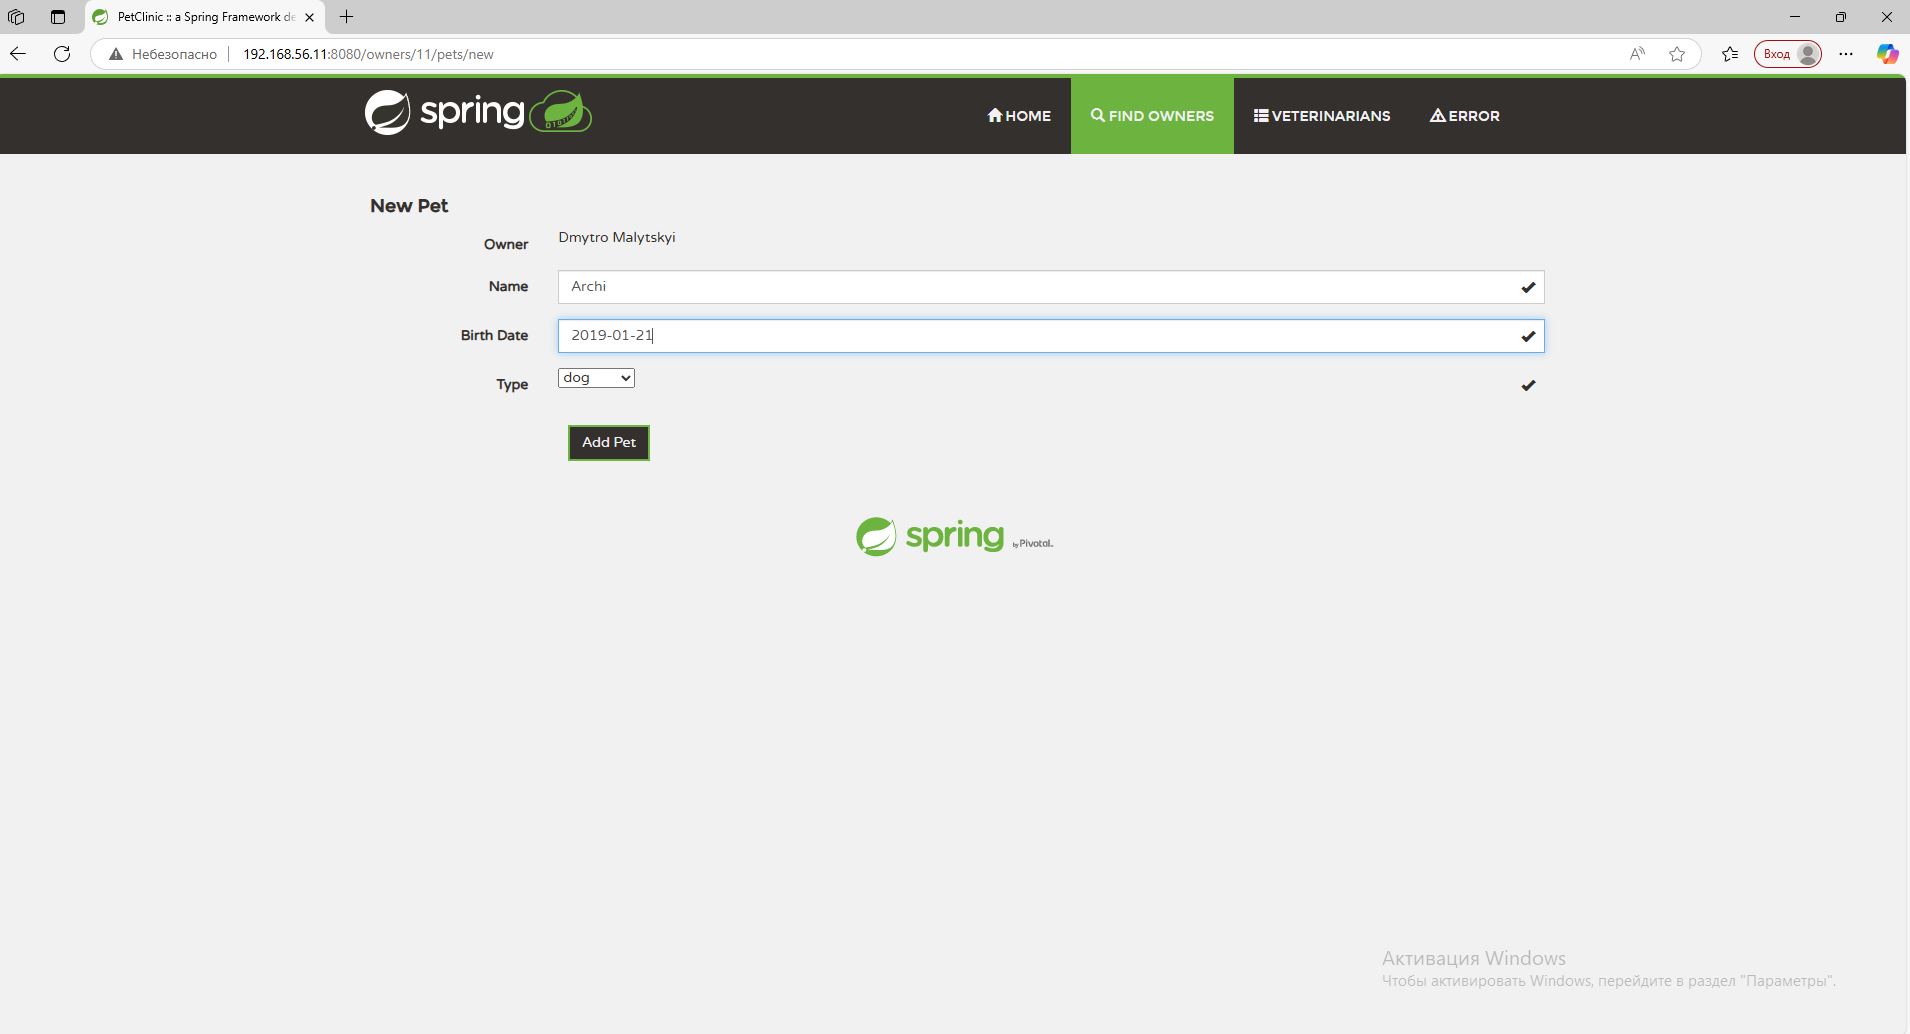 PetClinic :: a Spring Framework de
Небезопасно
192.168.56.11:8080/owners/11/pets/new
Вход
spring
HOME
FIND OWNERS
VETERINARIANS
ERROR
New Pet
Owner
Dmytro Malytskyi
Name
Archi
Birth Date
2019-01-21
Type
dog
Add Pet
spring by Pivotal.
Активация Windows
Чтобы активировать Windows, перейдите в раздел "Параметры".